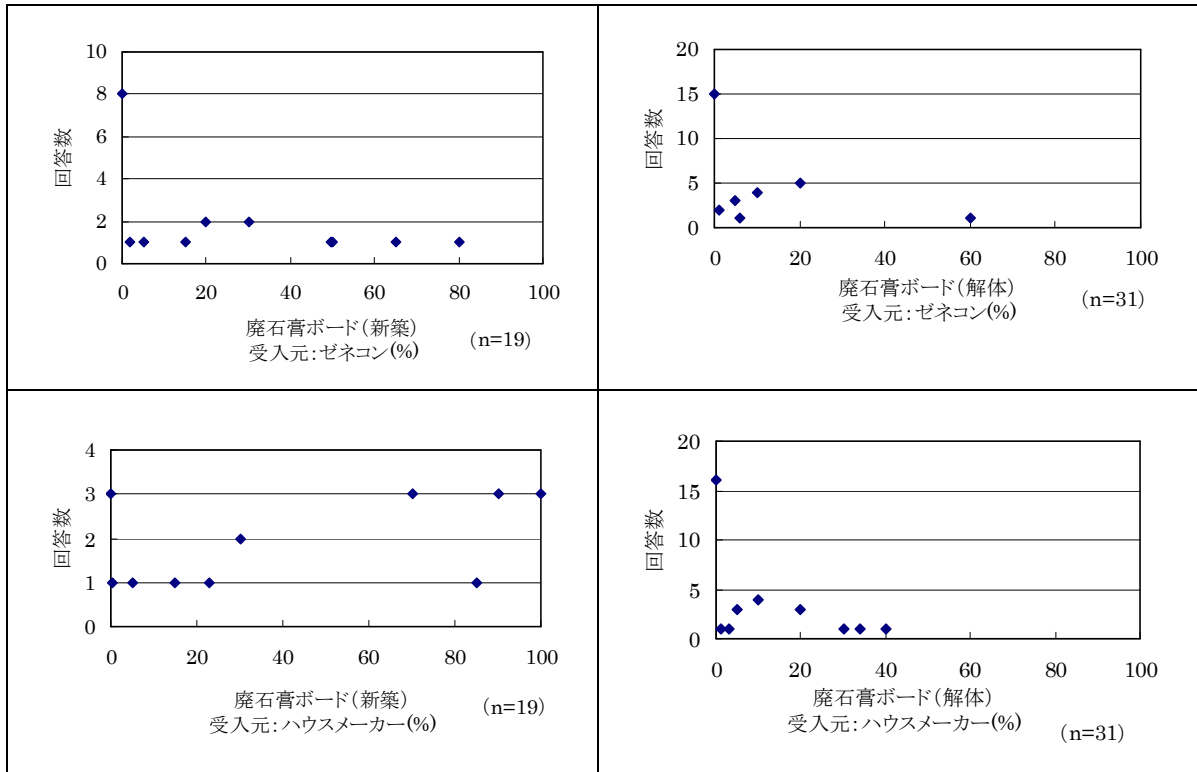 10
8
6
4
2
0
回答数
0 20 40 60 80 100
廃石膏ボード(新築)
受入元:ゼネコン(%)
(n=19)
20
15
10
5
0
回答数
0 20 40 60 80 100
廃石膏ボード(解体)
受入元:ゼネコン(%)
(n=31)
4
3
2
1
0
回答数
0 20 40 60 80 100
廃石膏ボード(新築)
受入元:ハウスメーカー(%)
(n=19)
20
15
10
5
0
回答数
0 20 40 60 80 100
廃石膏ボード(解体)
受入元:ハウスメーカー(%)
(n=31)